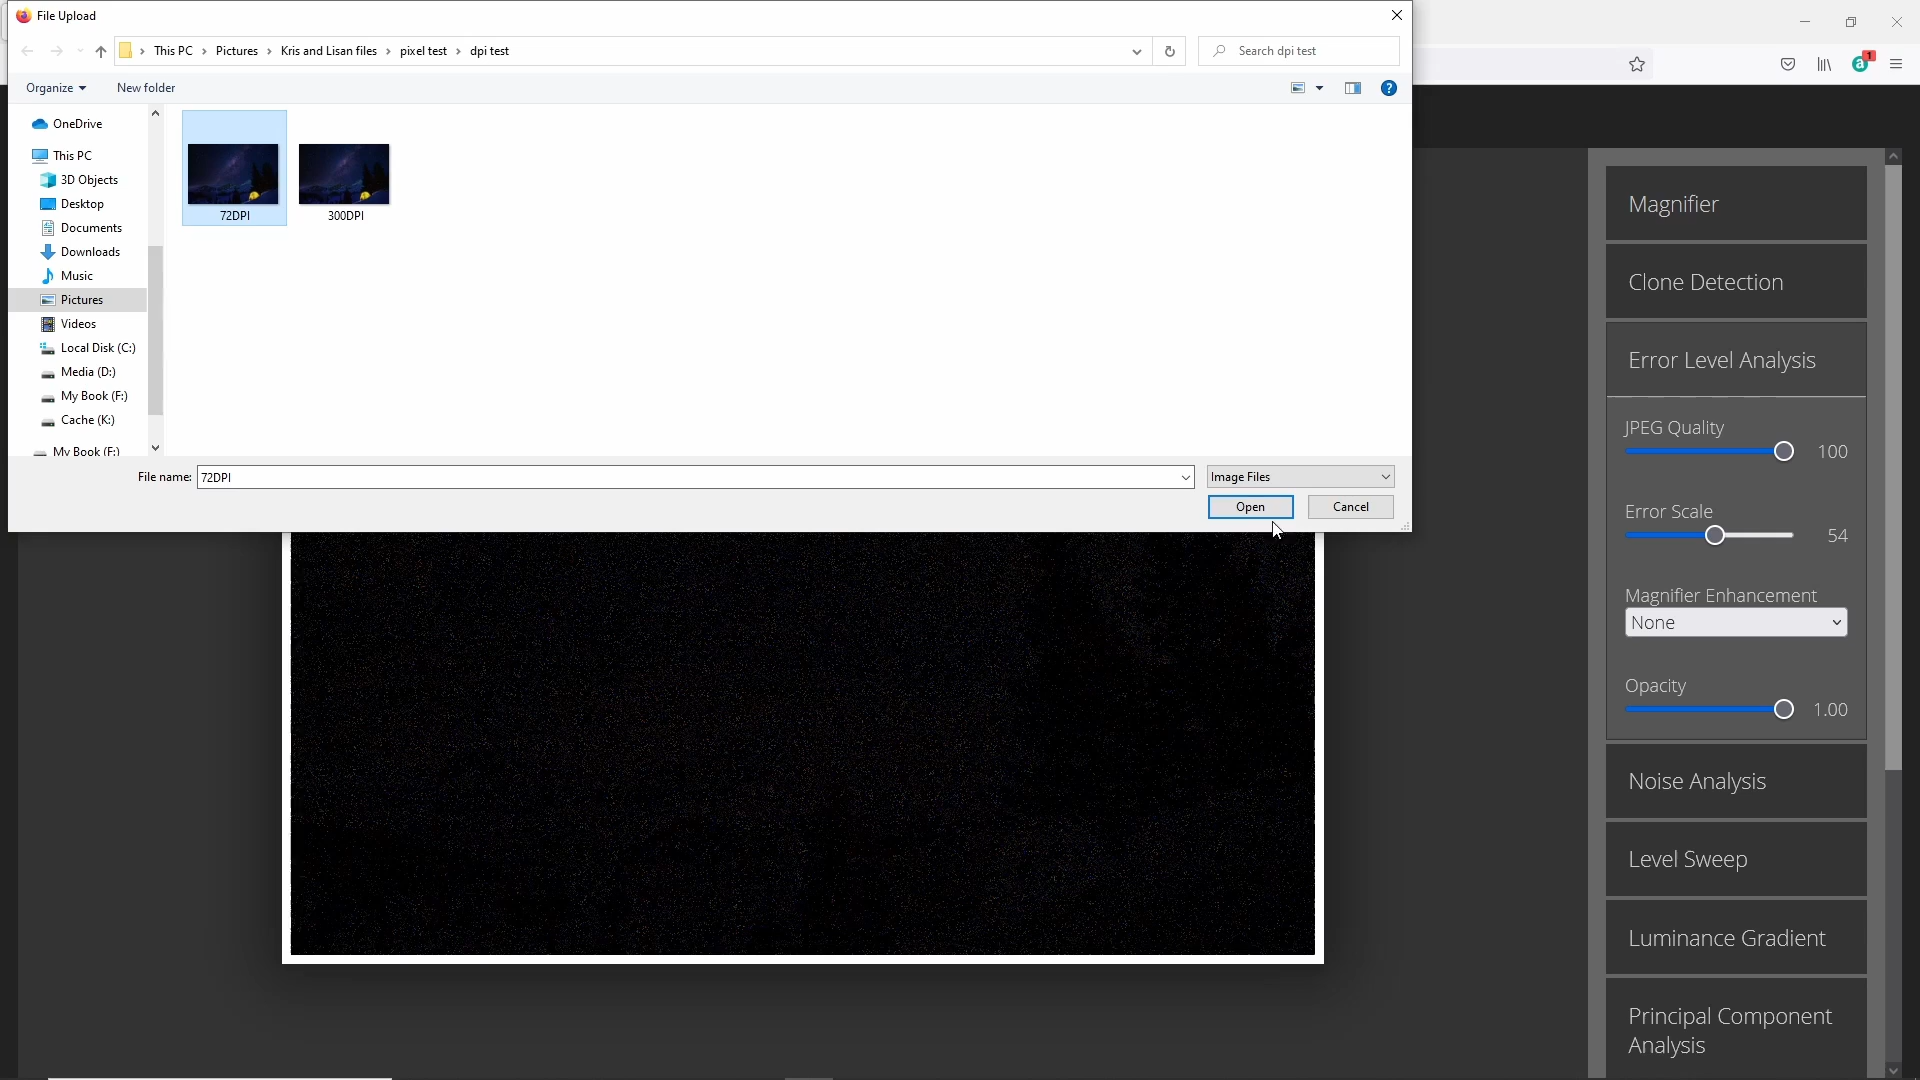 File Upload
This PC
Pictures
Kris and Lisan files
pixel test
dpi test
Search dpi test
Organize
New folder
OneDrive
This PC
3D Objects
Desktop
Documents
Downloads
Music
Pictures
Videos
Local Disk (C:)
Media (D:)
My Book (F:)
Cache (K:)
My Book (F:)
72DPI
300DPI
File name:
72DPI
Image Files
Open
Cancel
a
1
Magnifier
Clone Detection
Error Level Analysis
JPEG Quality
100
Error Scale
54
Magnifier Enhancement
None
Opacity
1.00
Noise Analysis
Level Sweep
Luminance Gradient
Principal Component
Analysis